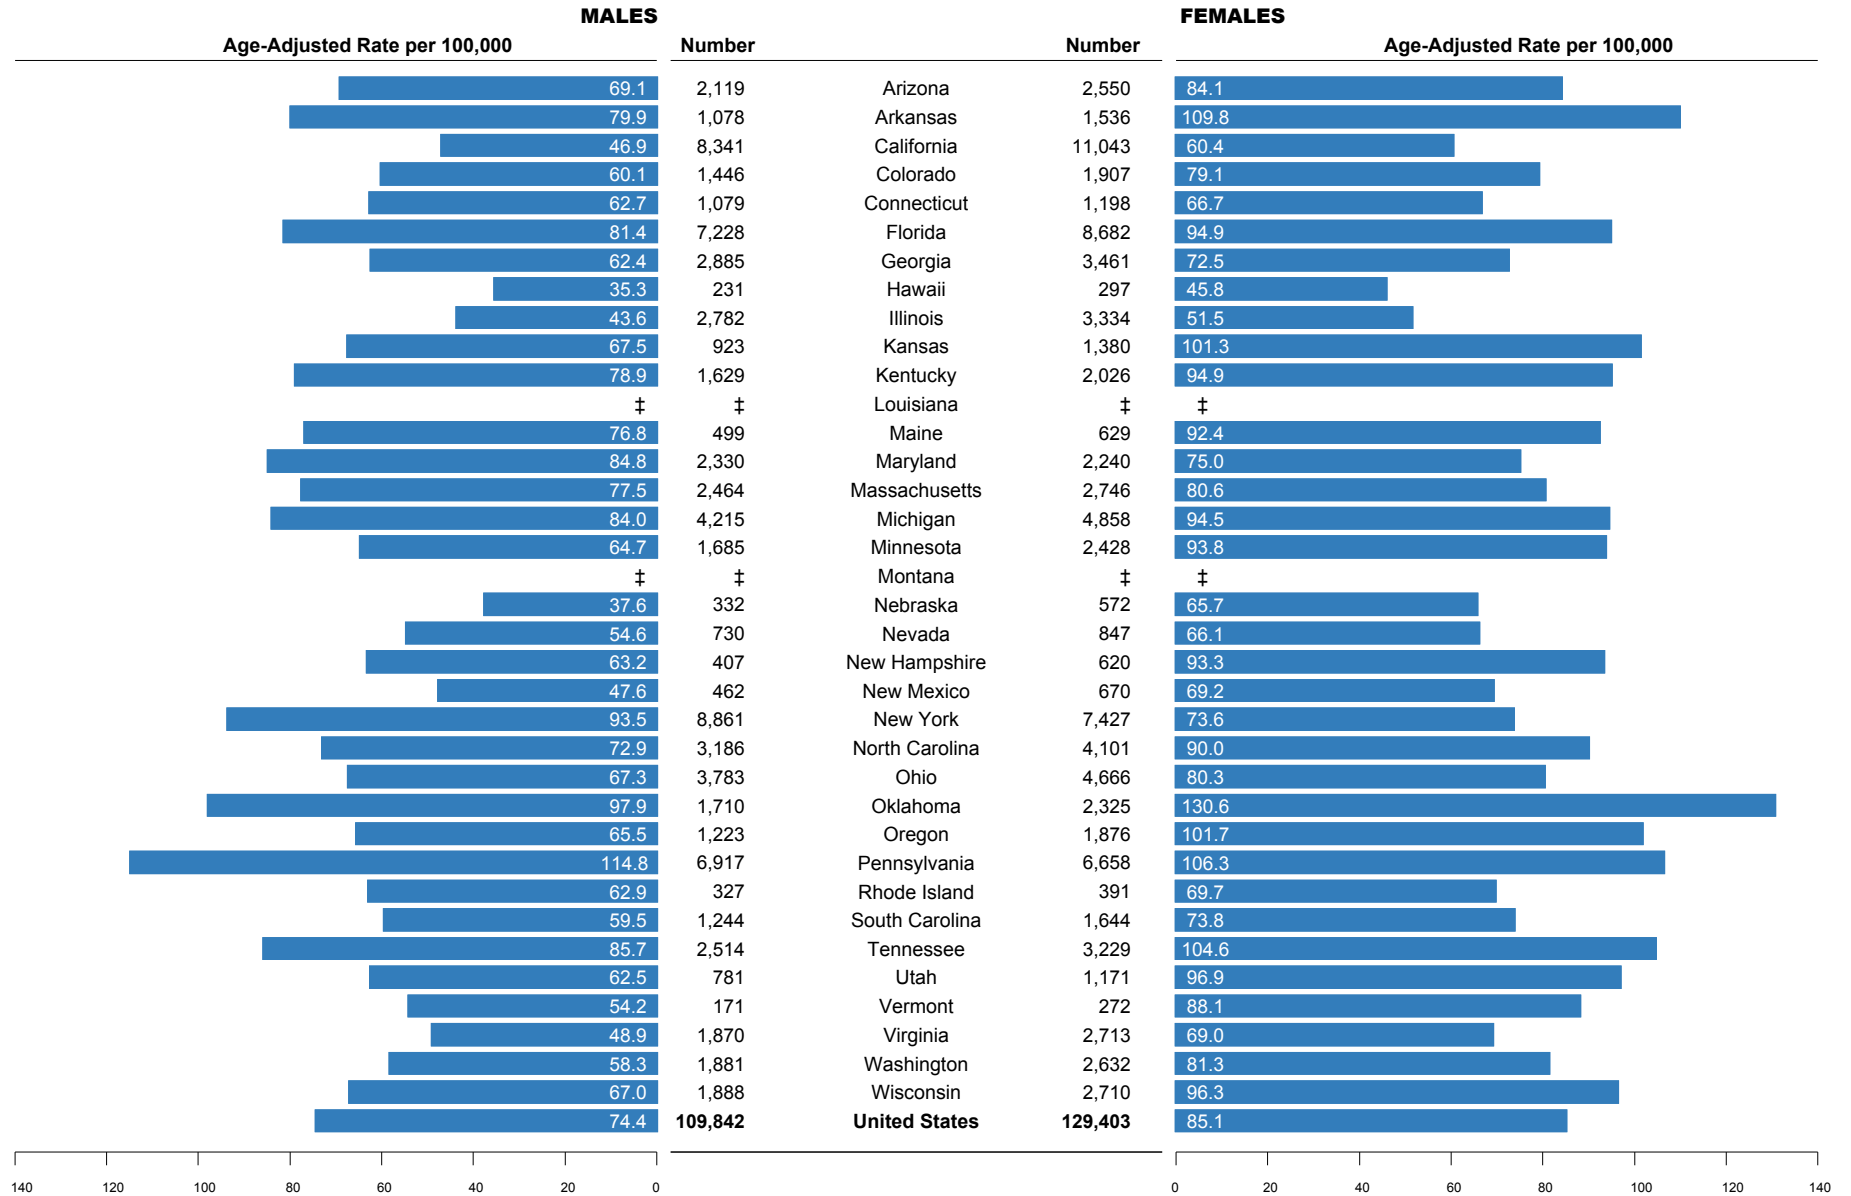 MALES FEMALES
Age-Adjusted Rate per 100,000 Number Number Age-Adjusted Rate per 100,000
69.1 2,119 Arizona 2,550 84.1
79.9 1,078 Arkansas 1,536 109.8
46.9 8,341 California 11,043 60.4
60.1 1,446 Colorado 1,907 79.1
62.7 1,079 Connecticut 1,198 66.7
81.4 7,228 Florida 8,682 94.9
62.4 2,885 Georgia 3,461 72.5
35.3 231 Hawaii 297 45.8
43.6 2,782 Illinois 3,334 51.5
67.5 923 Kansas 1,380 101.3
78.9 1,629 Kentucky 2,026 94.9
‡ ‡ Louisiana ‡ ‡
76.8 499 Maine 629 92.4
84.8 2,330 Maryland 2,240 75.0
77.5 2,464 Massachusetts 2,746 80.6
84.0 4,215 Michigan 4,858 94.5
64.7 1,685 Minnesota 2,428 93.8
‡ ‡ Montana ‡ ‡
37.6 332 Nebraska 572 65.7
54.6 730 Nevada 847 66.1
63.2 407 New Hampshire 620 93.3
47.6 462 New Mexico 670 69.2
93.5 8,861 New York 7,427 73.6
72.9 3,186 North Carolina 4,101 90.0
67.3 3,783 Ohio 4,666 80.3
97.9 1,710 Oklahoma 2,325 130.6
65.5 1,223 Oregon 1,876 101.7
114.8 6,917 Pennsylvania 6,658 106.3
62.9 327 Rhode Island 391 69.7
59.5 1,244 South Carolina 1,644 73.8
85.7 2,514 Tennessee 3,229 104.6
62.5 781 Utah 1,171 96.9
54.2 171 Vermont 272 88.1
48.9 1,870 Virginia 2,713 69.0
58.3 1,881 Washington 2,632 81.3
67.0 1,888 Wisconsin 2,710 96.3
74.4 109,842 United States 129,403 85.1
140 120 100 80 60 40 20 0 0 20 40 60 80 100 120 140